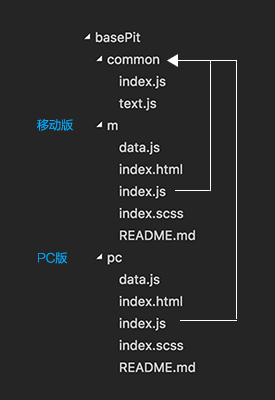 basePit
common
index.js
text.js
移动版 m
data.js
index.html
index.js
index.scss
README.md
PC版 pc
data.js
index.html
index.js
index.scss
README.md